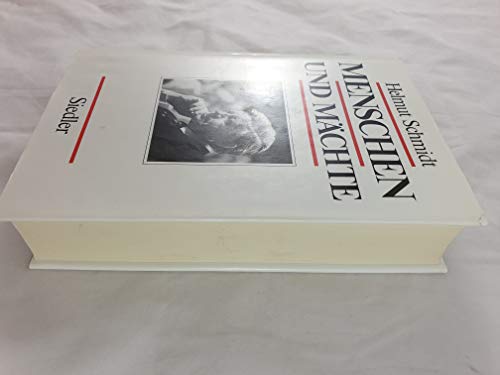 Helmut Schmidt
MENSCHEN
UND MÄCHTE
Siedler